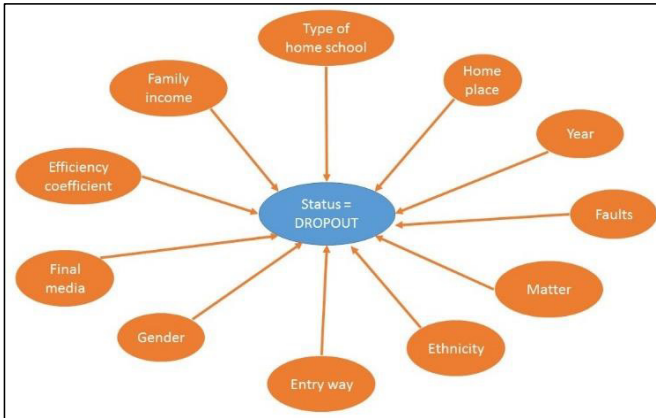 Type of
home school
Family
income
Home
place
Year
Efficiency
coefficient
Status =
DROPOUT
Faults
Final
media
Matter
Gender
Ethnicity
Entry way